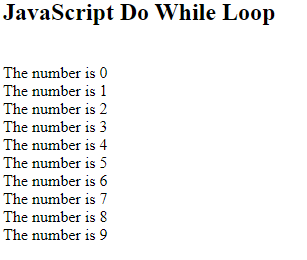 JavaScript Do While Loop
The number is 0
The number is 1
The number is 2
The number is 3
The number is 4
The number is 5
The number is 6
The number is 7
The number is 8
The number is 9